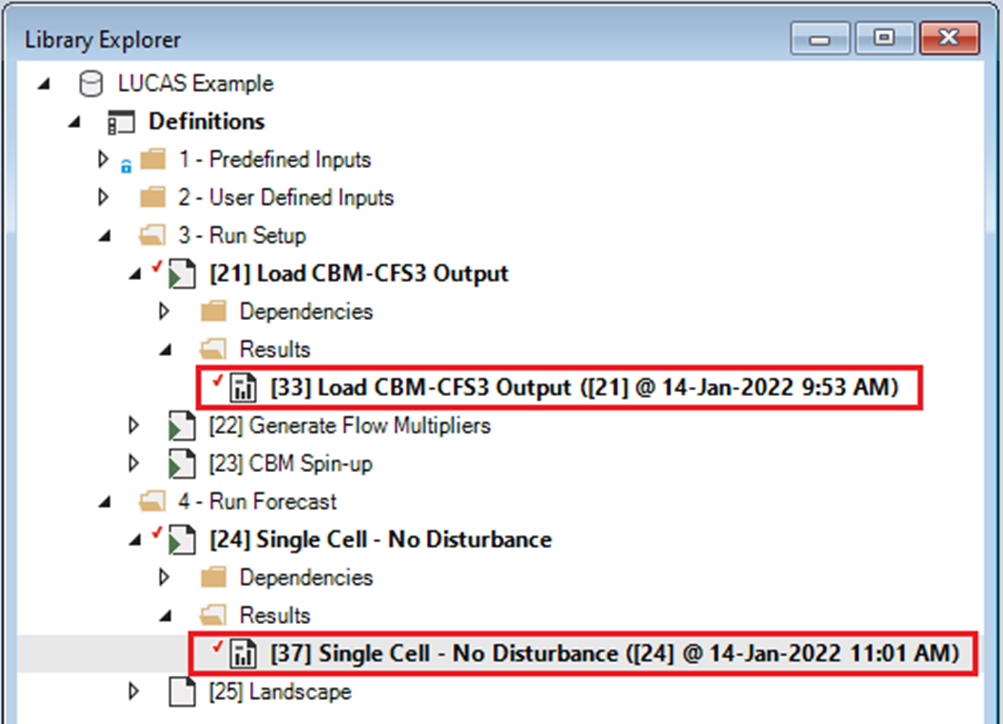 Library Explorer
LUCAS Example
Definitions
1 - Predefined Inputs
2 - User Defined Inputs
3 - Run Setup
[21] Load CBM-CFS3 Output
Dependencies
Results
[33] Load CBM-CFS3 Output ([21] @ 14-Jan-2022 9:53 AM)
[22] Generate Flow Multipliers
[23] CBM Spin-up
4 - Run Forecast
[24] Single Cell - No Disturbance
Dependencies
Results
[37] Single Cell - No Disturbance ([24] @ 14-Jan-2022 11:01 AM)
[25] Landscape